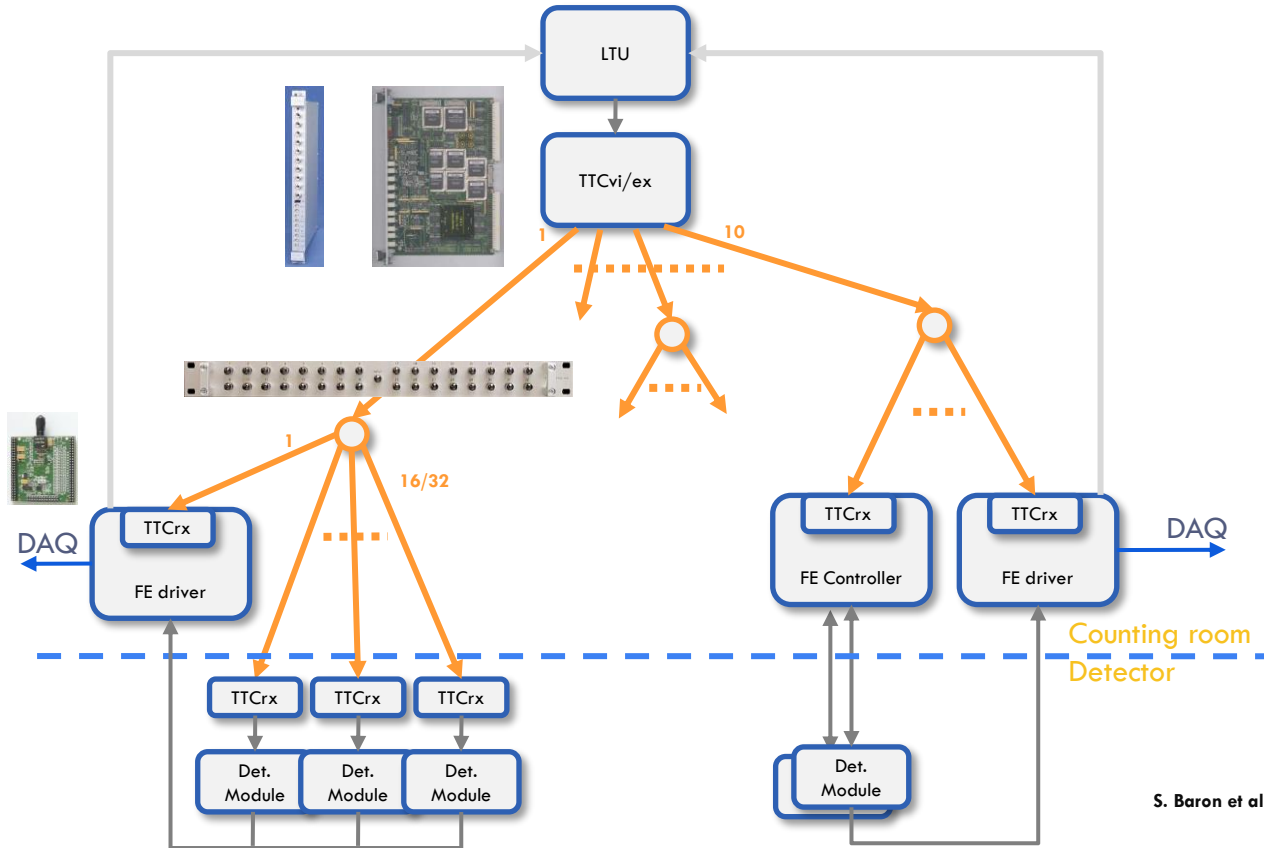 LTU
TTCvi/ex
1
10
1
16/32
TTCrx
FE driver
DAQ
TTCrx
FE Controller
TTCrx
FE driver
DAQ
Counting room
Detector
TTCrx
TTCrx
TTCrx
Det.
Module
Det.
Module
Det.
Module
Det.
Module
S. Baron et al